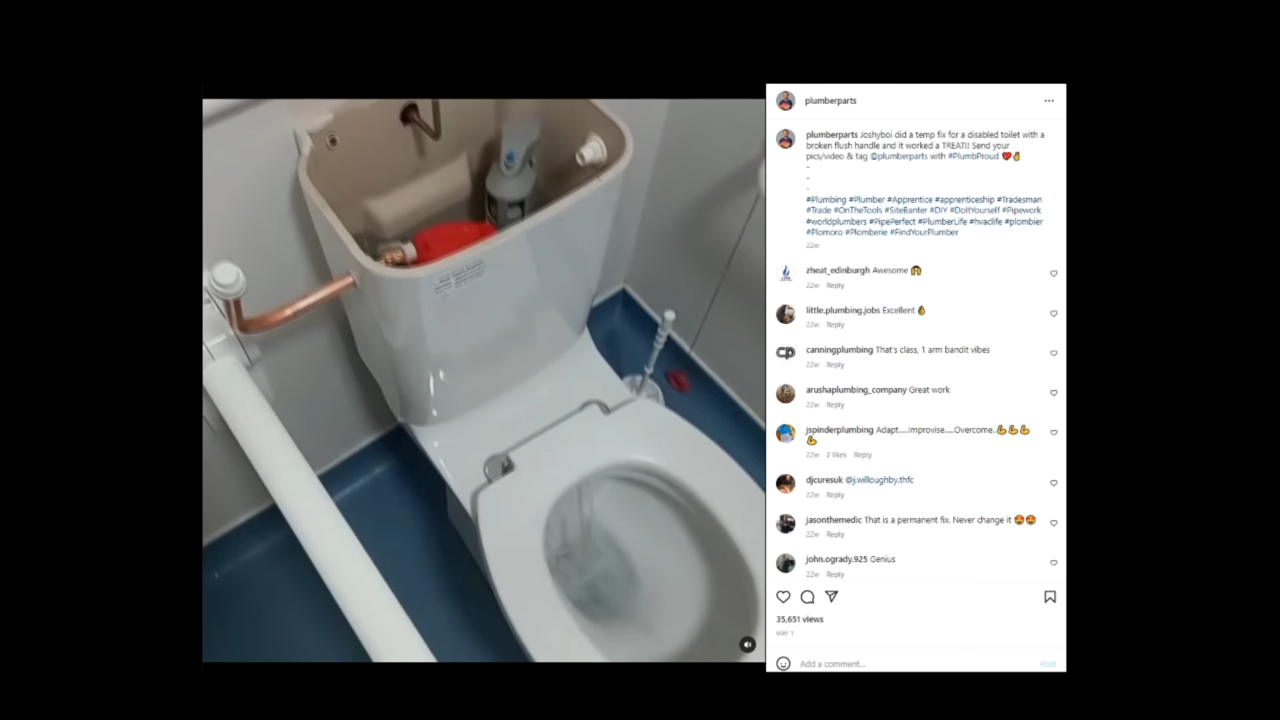 plumberparts
plumberparts Joshyboi did a temp fix for a disabled toilet with a
broken flush handle and it worked a TREAT!! Send your
pics/video & tag @plumberparts with #PlumbProud 💔✌
-
-
-
#Plumbing #Plumber #Apprentice #apprenticeship #Tradesman
#Trade #OnTheTools #SiteBanter #DIY #DoItYourself #Pipework
#worldplumbers #PipePerfect #PlumberLife #hvaclife #plombier
#Plomoro #Plomberie #FindYourPlumber
22w
zheat_edinburgh Awesome 🙌
22w Reply
little.plumbing.jobs Excellent 👌
22w Reply
canningplumbing That's class, 1 arm bandit vibes
22w Reply
arushaplumbing_company Great work
22w Reply
jspinderplumbing Adapt.....improvise.....Overcome..💪💪💪
💪
22w 2 likes Reply
djcuresuk @j.willoughby.thfc
22w Reply
jasonthemedic That is a permanent fix. Never change it 😍😍
22w Reply
john.ogrady.925 Genius
22w Reply
35,651 views
MAY 1
Add a comment...
Post